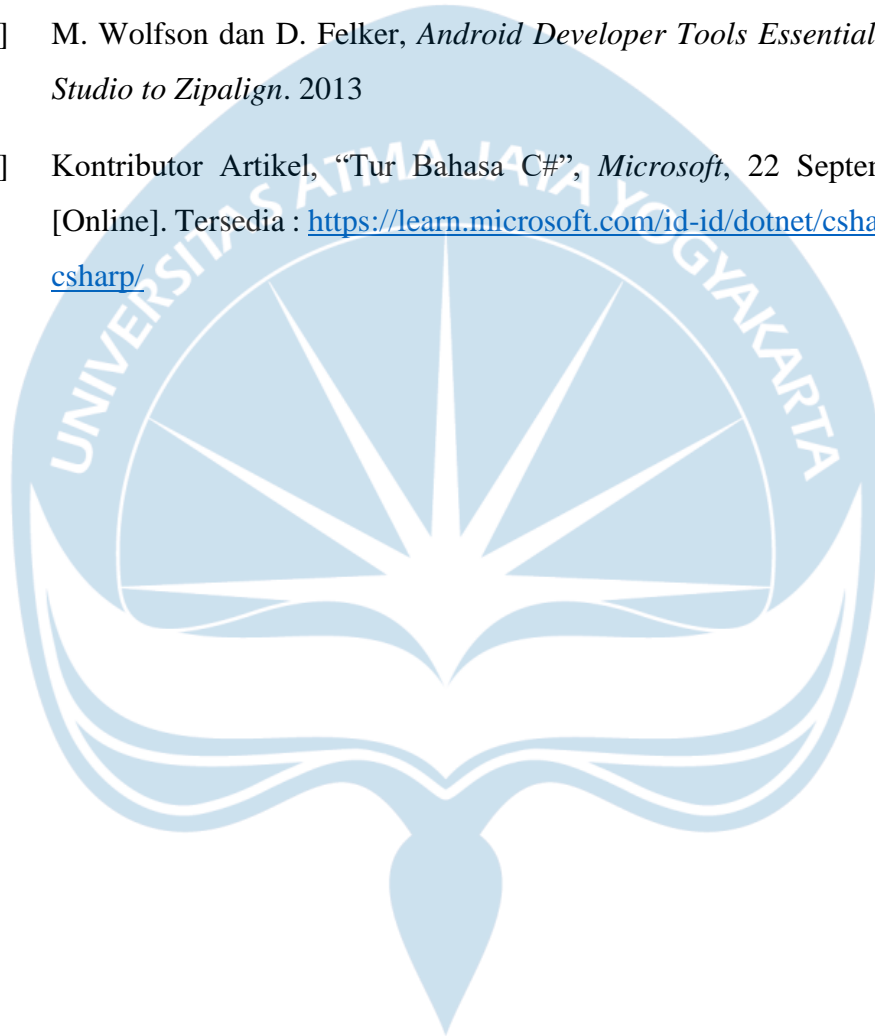 ] M. Wolfson dan D. Felker, Android Developer Tools Essential
Studio to Zipalign. 2013
] Kontributor Artikel, “Tur Bahasa C#”, Microsoft, 22 Septe
[Online]. Tersedia : https://learn.microsoft.com/id-id/dotnet/csha
csharp/
UNIVERSITAS ATMA JAYA YOGYAKARTA